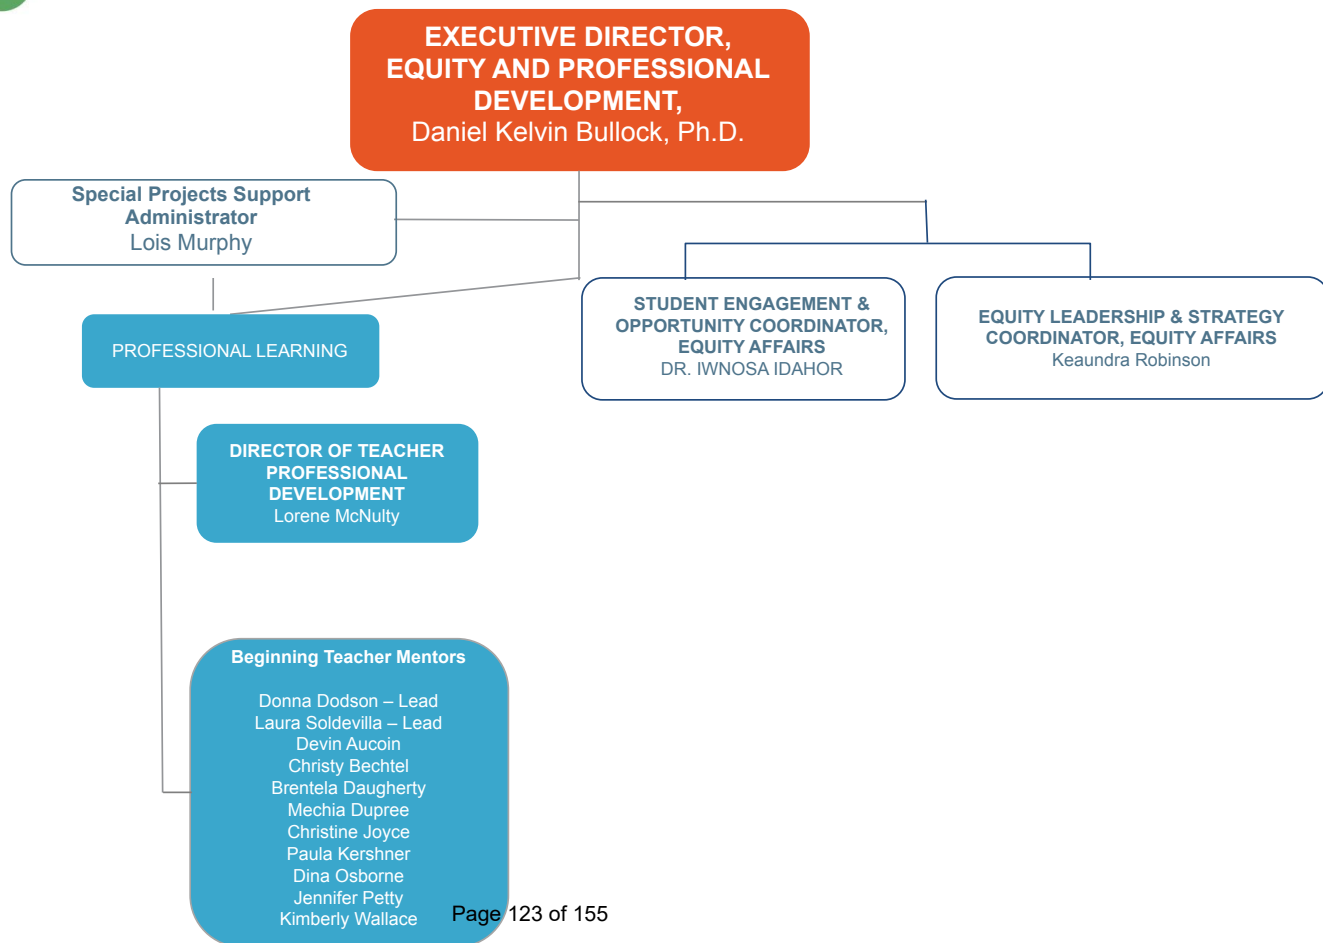 EXECUTIVE DIRECTOR,
EQUITY AND PROFESSIONAL
DEVELOPMENT,
Daniel Kelvin Bullock, Ph.D.
Special Projects Support
Administrator
Lois Murphy
PROFESSIONAL LEARNING
STUDENT ENGAGEMENT &
OPPORTUNITY COORDINATOR,
EQUITY AFFAIRS
DR. IWNOSA IDAHOR
EQUITY LEADERSHIP & STRATEGY
COORDINATOR, EQUITY AFFAIRS
Keaundra Robinson
DIRECTOR OF TEACHER
PROFESSIONAL
DEVELOPMENT
Lorene McNulty
Beginning Teacher Mentors
Donna Dodson – Lead
Laura Soldevilla – Lead
Devin Aucoin
Christy Bechtel
Brentela Daugherty
Mechia Dupree
Christine Joyce
Paula Kershner
Dina Osborne
Jennifer Petty
Kimberly Wallace
Page 123 of 155